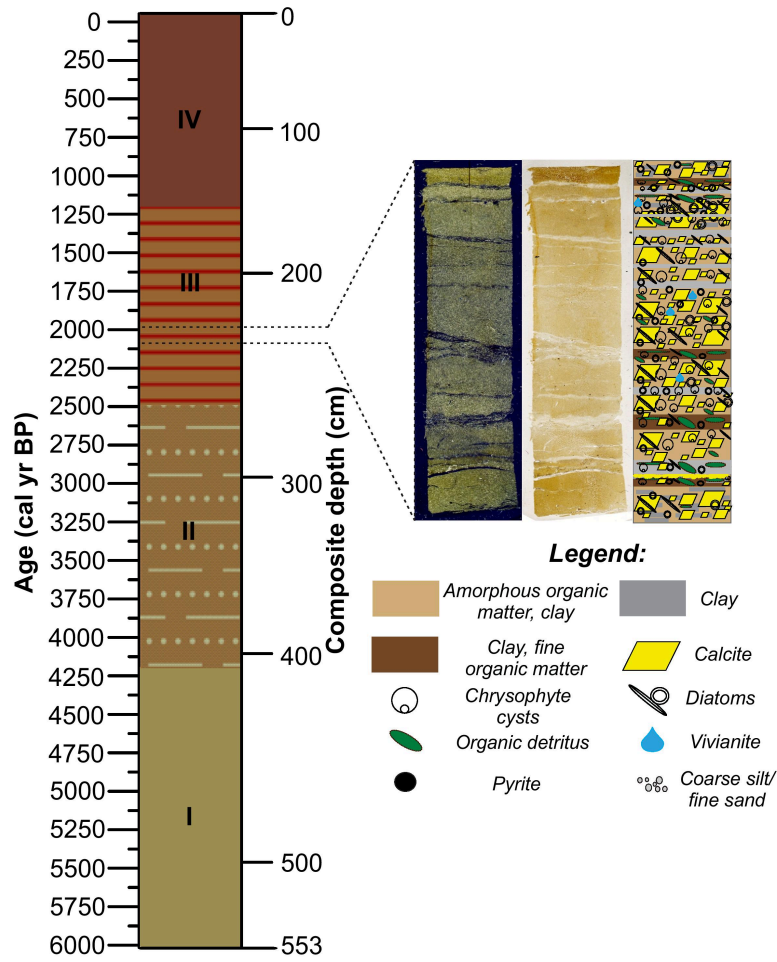 Age (cal yr BP)
0
250
500
750
1000
1250
1500
1750
2000
2250
2500
2750
3000
3250
3500
3750
4000
4250
4500
4750
5000
5250
5500
5750
6000
IV
III
II
I
Composite depth (cm)
0
100
200
300
400
500
553
Legend:
Amorphous organic
matter, clay
Clay
Clay, fine
organic matter
Calcite
Chrysophyte
cysts
Diatoms
Organic detritus
Vivianite
Pyrite
Coarse silt/
fine sand